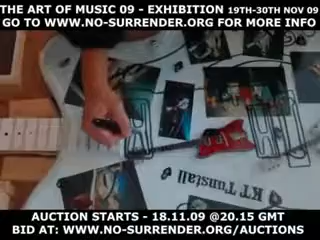 THE ART OF MUSIC 09 - EXHIBITION 19TH-30TH NOV 09
GO TO WWW.NO-SURRENDER.ORG FOR MORE INFO
KT Tunstall
AUCTION STARTS - 18.11.09 @20.15 GMT
BID AT: WWW.NO-SURRENDER.ORG/AUCTIONS